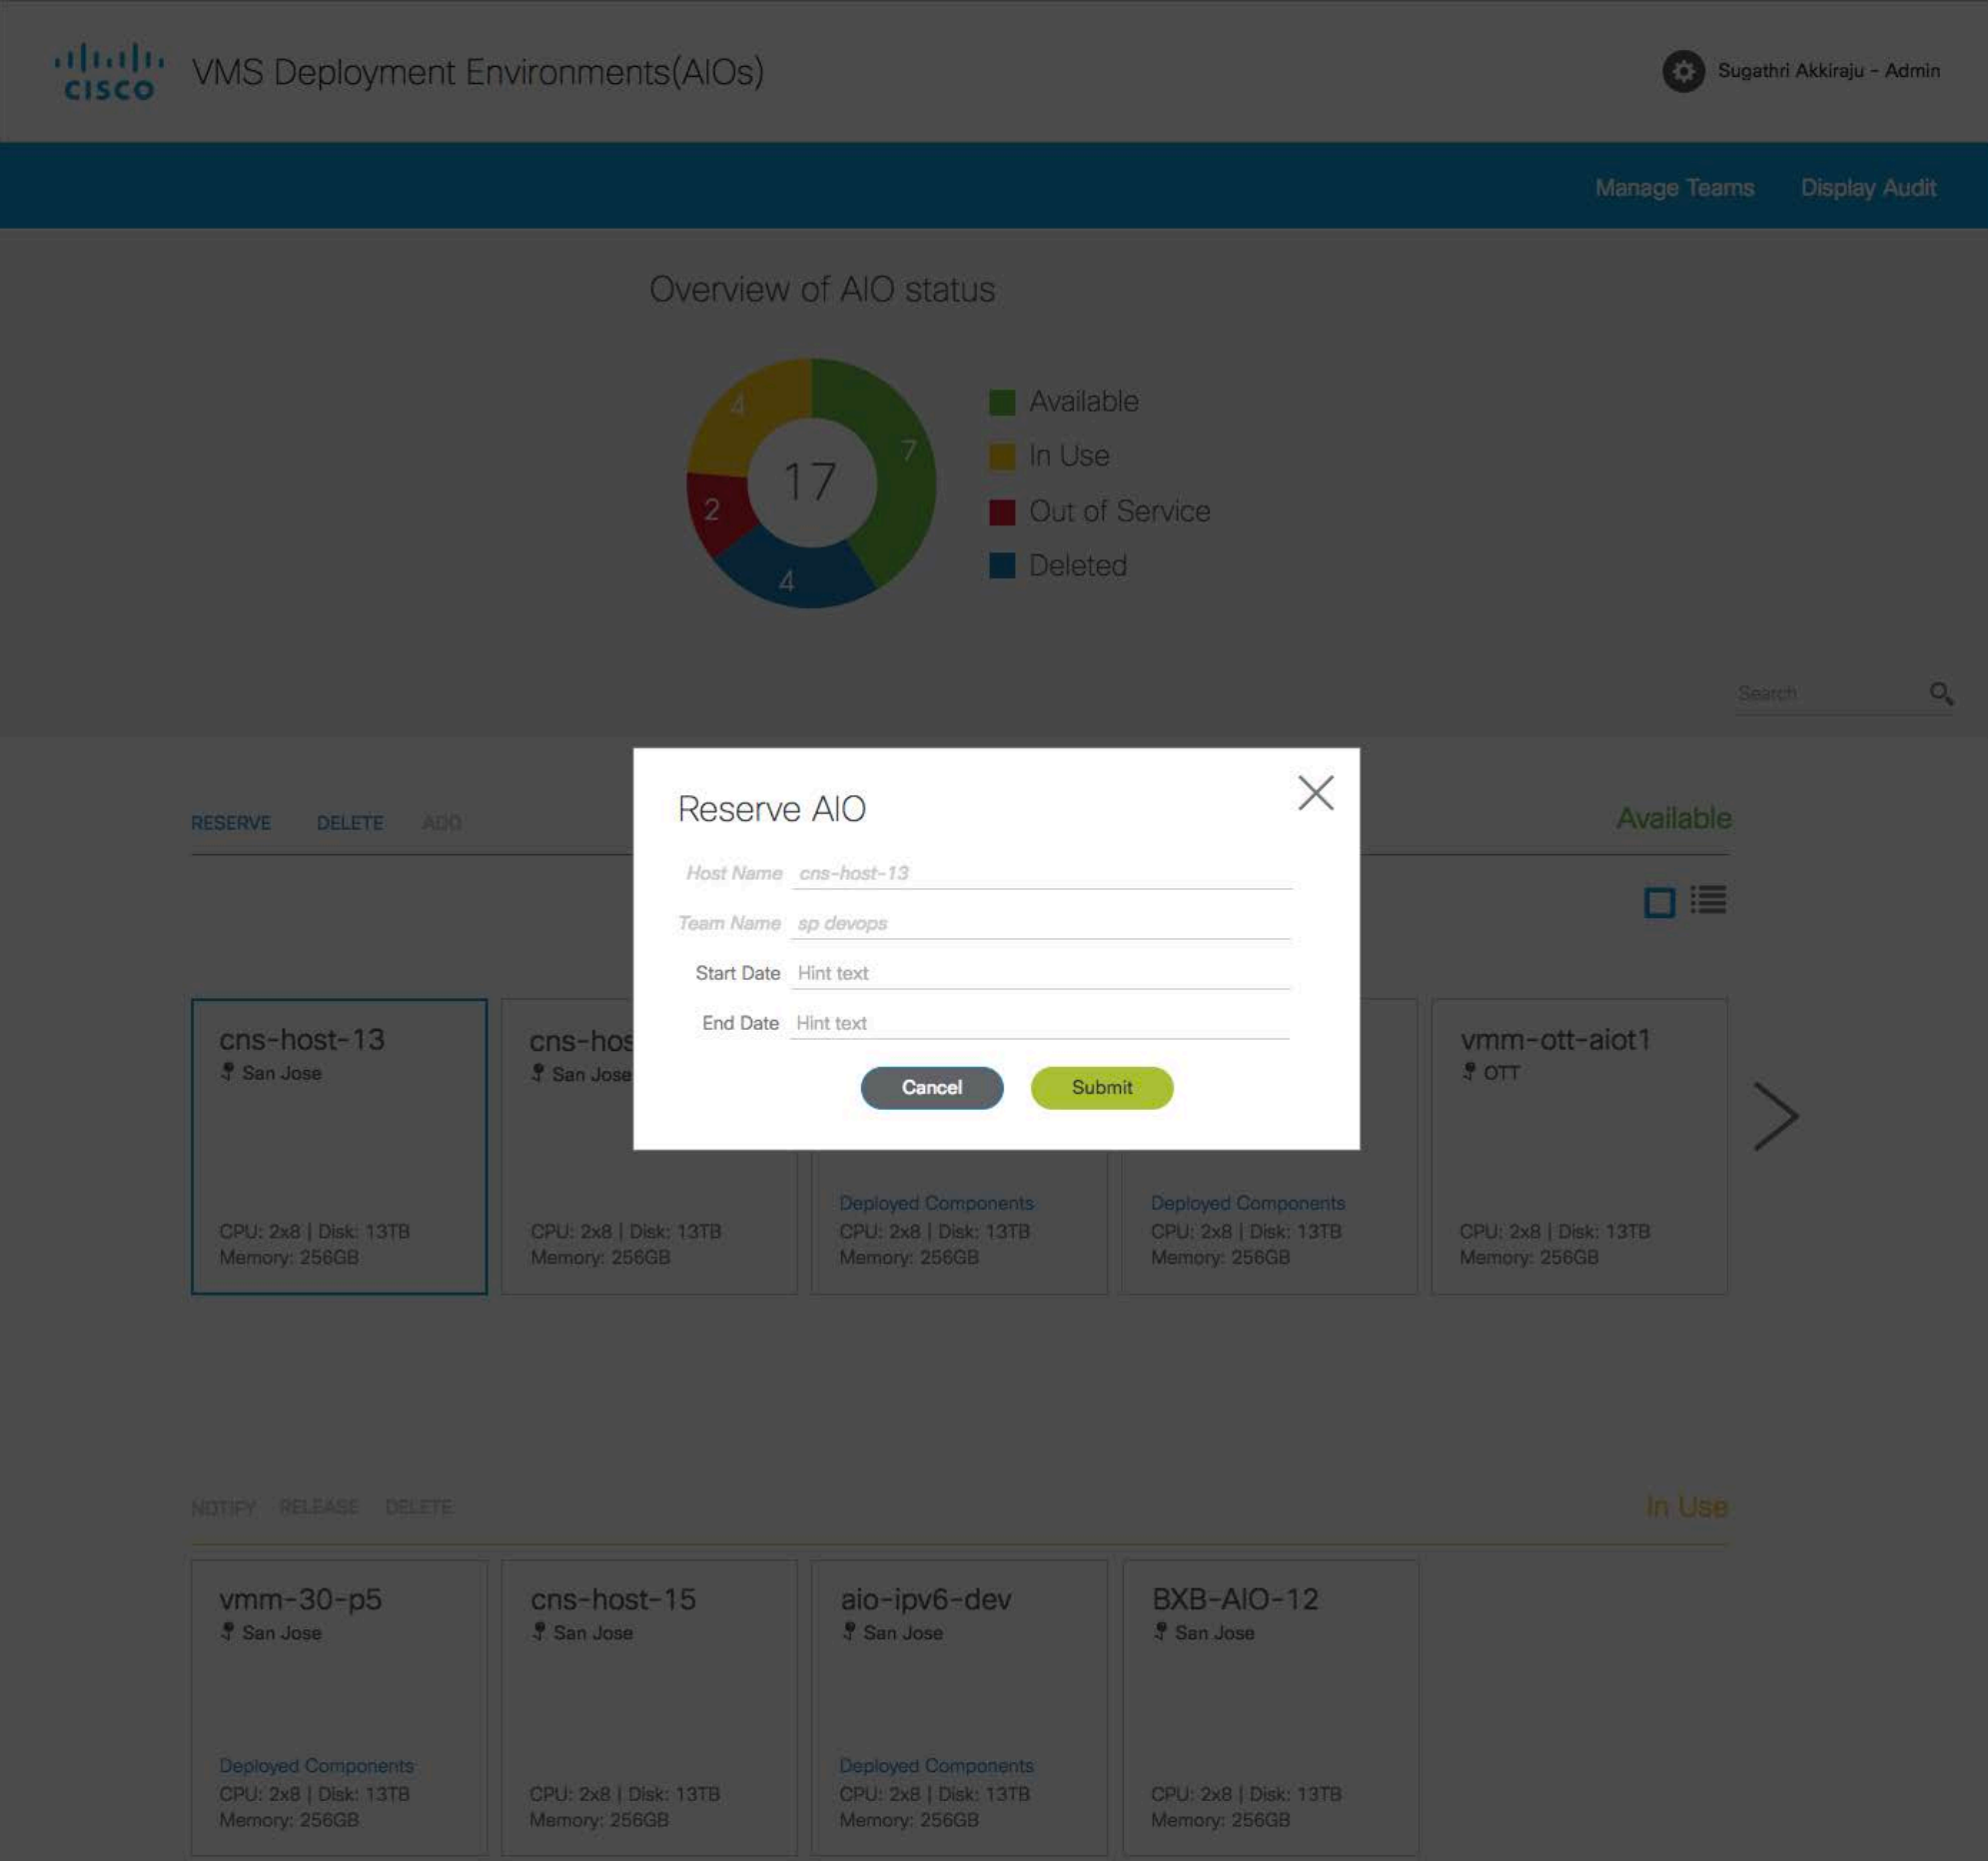 CISCO
VMS Deployment Environments(AIOs)
Sugathri Akkiraju - Admin
Manage Teams
Display Audit
Overview of AIO status
4
7
17
2
4
Available
In Use
Out of Service
Deleted
Search
RESERVE
DELETE
ADD
Available
Reserve AIO
Host Name cns-host-13
Team Name sp devops
Start Date Hint text
End Date Hint text
Cancel
Submit
cns-host-13
San Jose
CPU: 2x8 | Disk: 13TB
Memory: 256GB
cns-hos
San Jose
CPU: 2x8 | Disk: 13TB
Memory: 256GB
Deployed Components
CPU: 2x8 | Disk: 13TB
Memory: 256GB
Deployed Components
CPU: 2x8 | Disk: 13TB
Memory: 256GB
vmm-ott-aiot1
OTT
CPU: 2x8 | Disk: 13TB
Memory: 256GB
NOTIFY
RELEASE
DELETE
In Use
vmm-30-p5
San Jose
Deployed Components
CPU: 2x8 | Disk: 13TB
Memory: 256GB
cns-host-15
San Jose
CPU: 2x8 | Disk: 13TB
Memory: 256GB
aio-ipv6-dev
San Jose
Deployed Components
CPU: 2x8 | Disk: 13TB
Memory: 256GB
BXB-AIO-12
San Jose
CPU: 2x8 | Disk: 13TB
Memory: 256GB